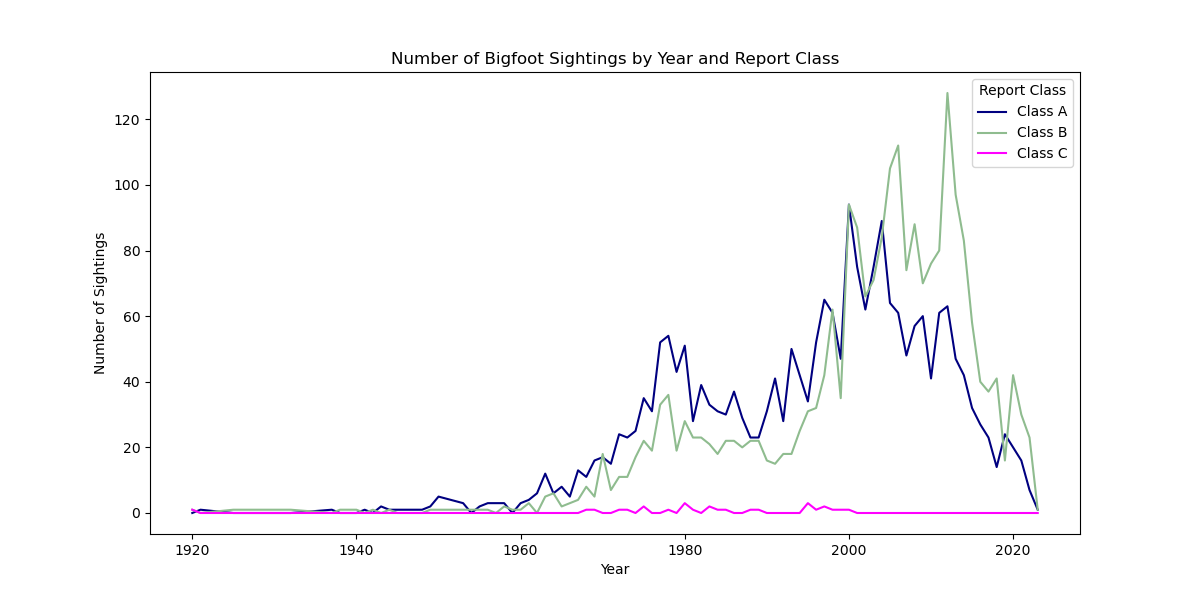 Number of Bigfoot Sightings by Year and Report Class
Report Class
Class A
Class B
Class C
120
100
80
60
40
20
0
Number of Sightings
1920
1940
1960
1980
2000
2020
Year